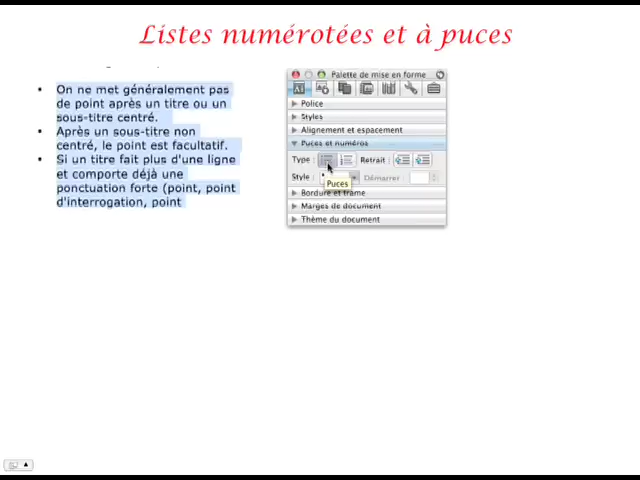 Listes numérotées et à puces
• On ne met généralement pas
de point après un titre ou un
sous-titre centré.
• Après un sous-titre non
centré, le point est facultatif.
• Si un titre fait plus d'une ligne
et comporte déjà une
ponctuation forte (point, point
d'interrogation, point
Palette de mise en forme
Police
Styles
Alignement et espacement
Puces et numéros
Type : Retrait :
Style : Démarrer :
Puces
Bordure et trame
Marges de document
Thème du document